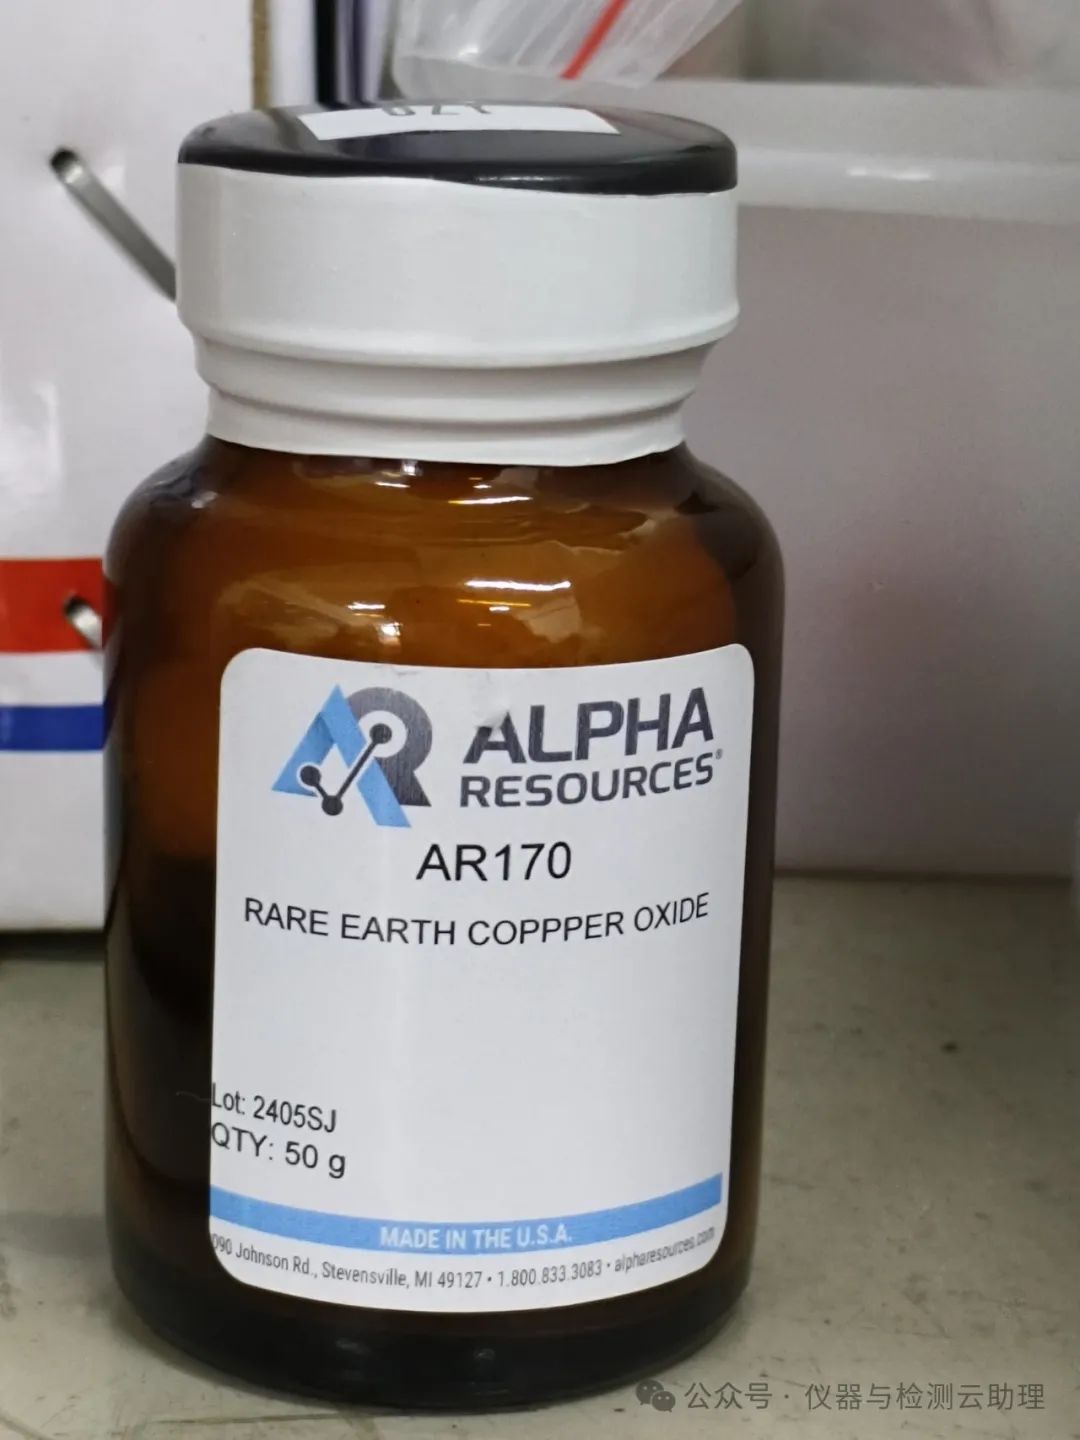 ALPHA
RESOURCES®
AR170
RARE EARTH COPPPER OXIDE
Lot: 2405SJ
QTY: 50 g
MADE IN THE U.S.A.
090 Johnson Rd., Stevensville, MI 49127 • 1.800.833.3083 • alpharesources.com
公众号 · 仪器与检测云助理